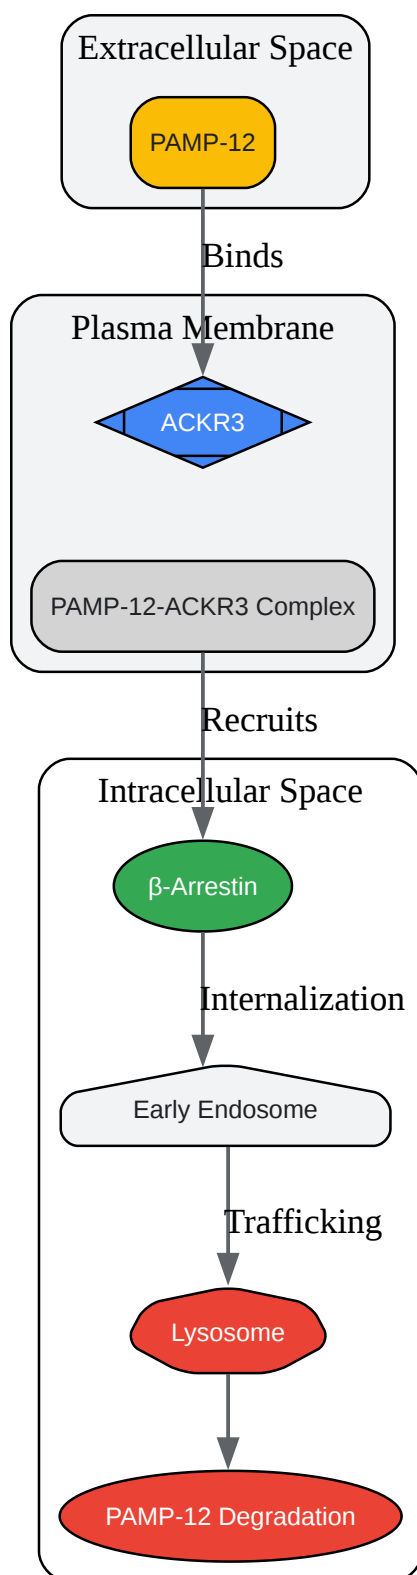 Extracellular Space
PAMP-12
Binds
Plasma Membrane
ACKR3
PAMP-12-ACKR3 Complex
Recruits
Intracellular Space
β-Arrestin
Internalization
Early Endosome
Trafficking
Lysosome
PAMP-12 Degradation